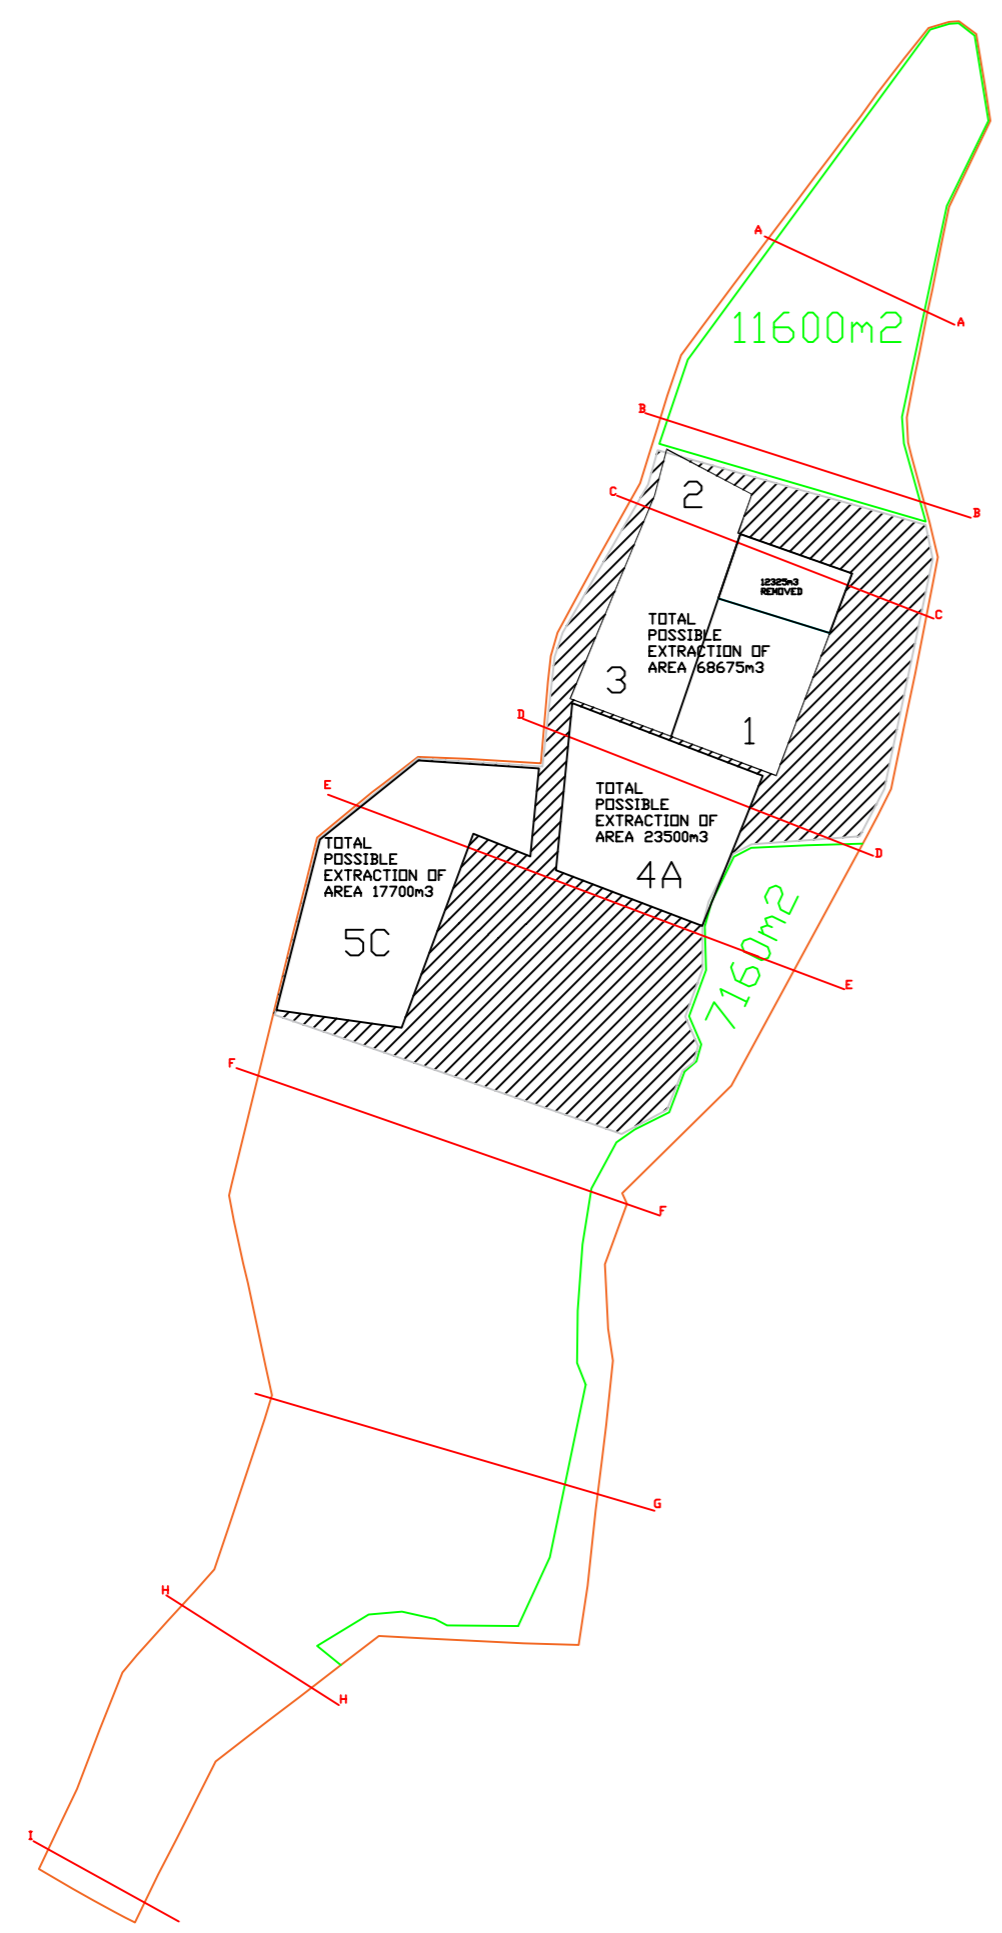 A
11600m2
A
B
2
C
B
12325m3
REMOVED
C
TOTAL
POSSIBLE
EXTRACTION OF
AREA 68675m3
3
D
1
E
TOTAL
POSSIBLE
EXTRACTION OF
AREA 23500m3
4A
D
TOTAL
POSSIBLE
EXTRACTION OF
AREA 17700m3
5C
7160m2
E
F
F
G
H
H
I